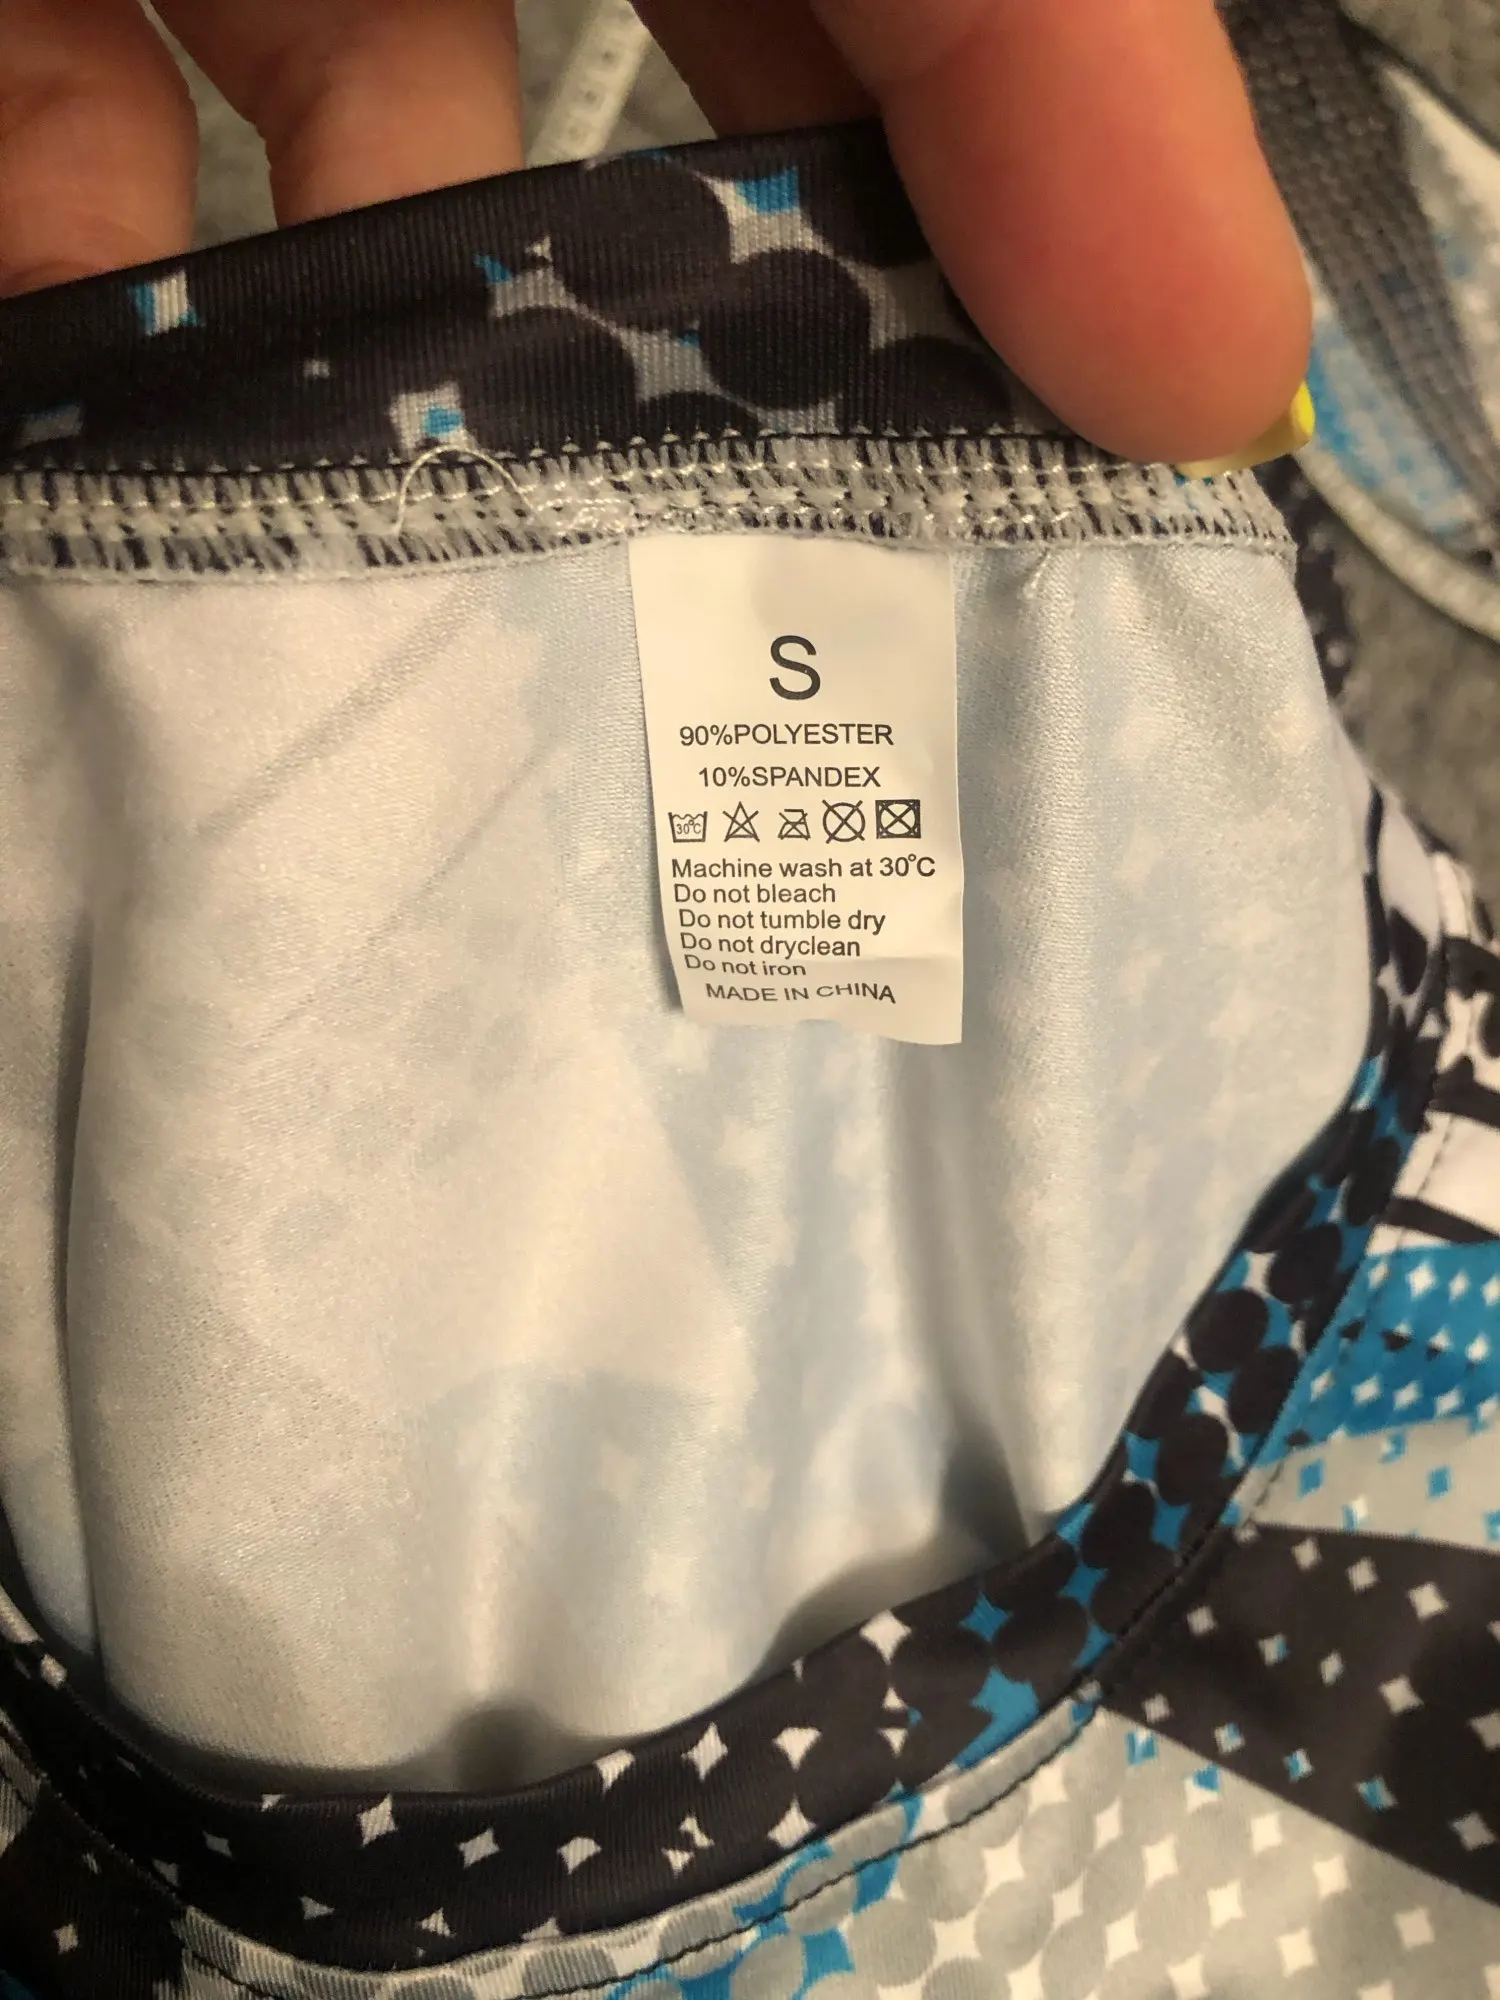 S
90%POLYESTER
10%SPANDEX
30℃
Machine wash at 30℃
Do not bleach
Do not tumble dry
Do not dryclean
Do not iron
MADE IN CHINA